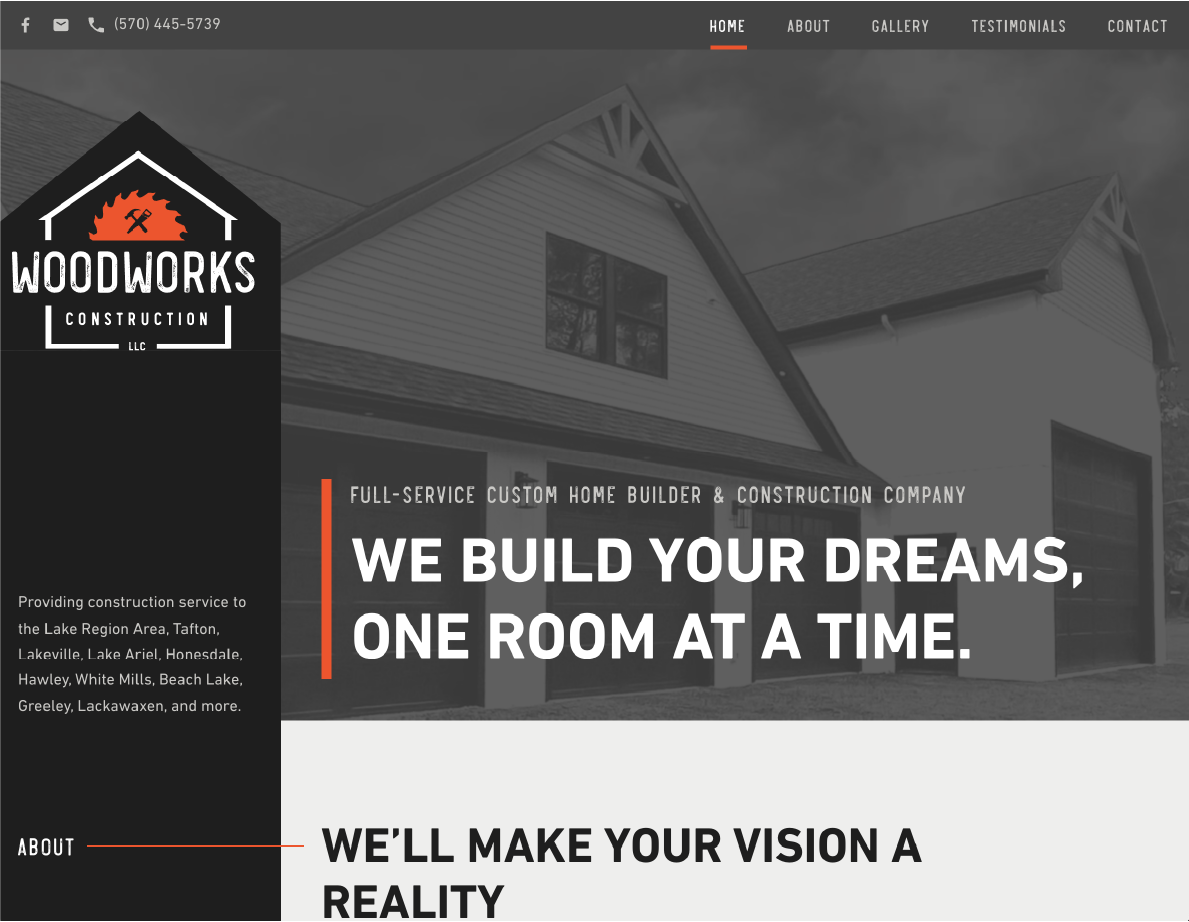 (570) 445-5739
HOME ABOUT GALLERY TESTIMONIALS CONTACT
WOODWORKS
CONSTRUCTION
LLC
FULL-SERVICE CUSTOM HOME BUILDER & CONSTRUCTION COMPANY
WE BUILD YOUR DREAMS,
ONE ROOM AT A TIME.
Providing construction service to
the Lake Region Area, Tafton,
Lakeville, Lake Ariel, Honesdale,
Hawley, White Mills, Beach Lake,
Greeley, Lackawaxen, and more.
ABOUT
WE’LL MAKE YOUR VISION A
REALITY